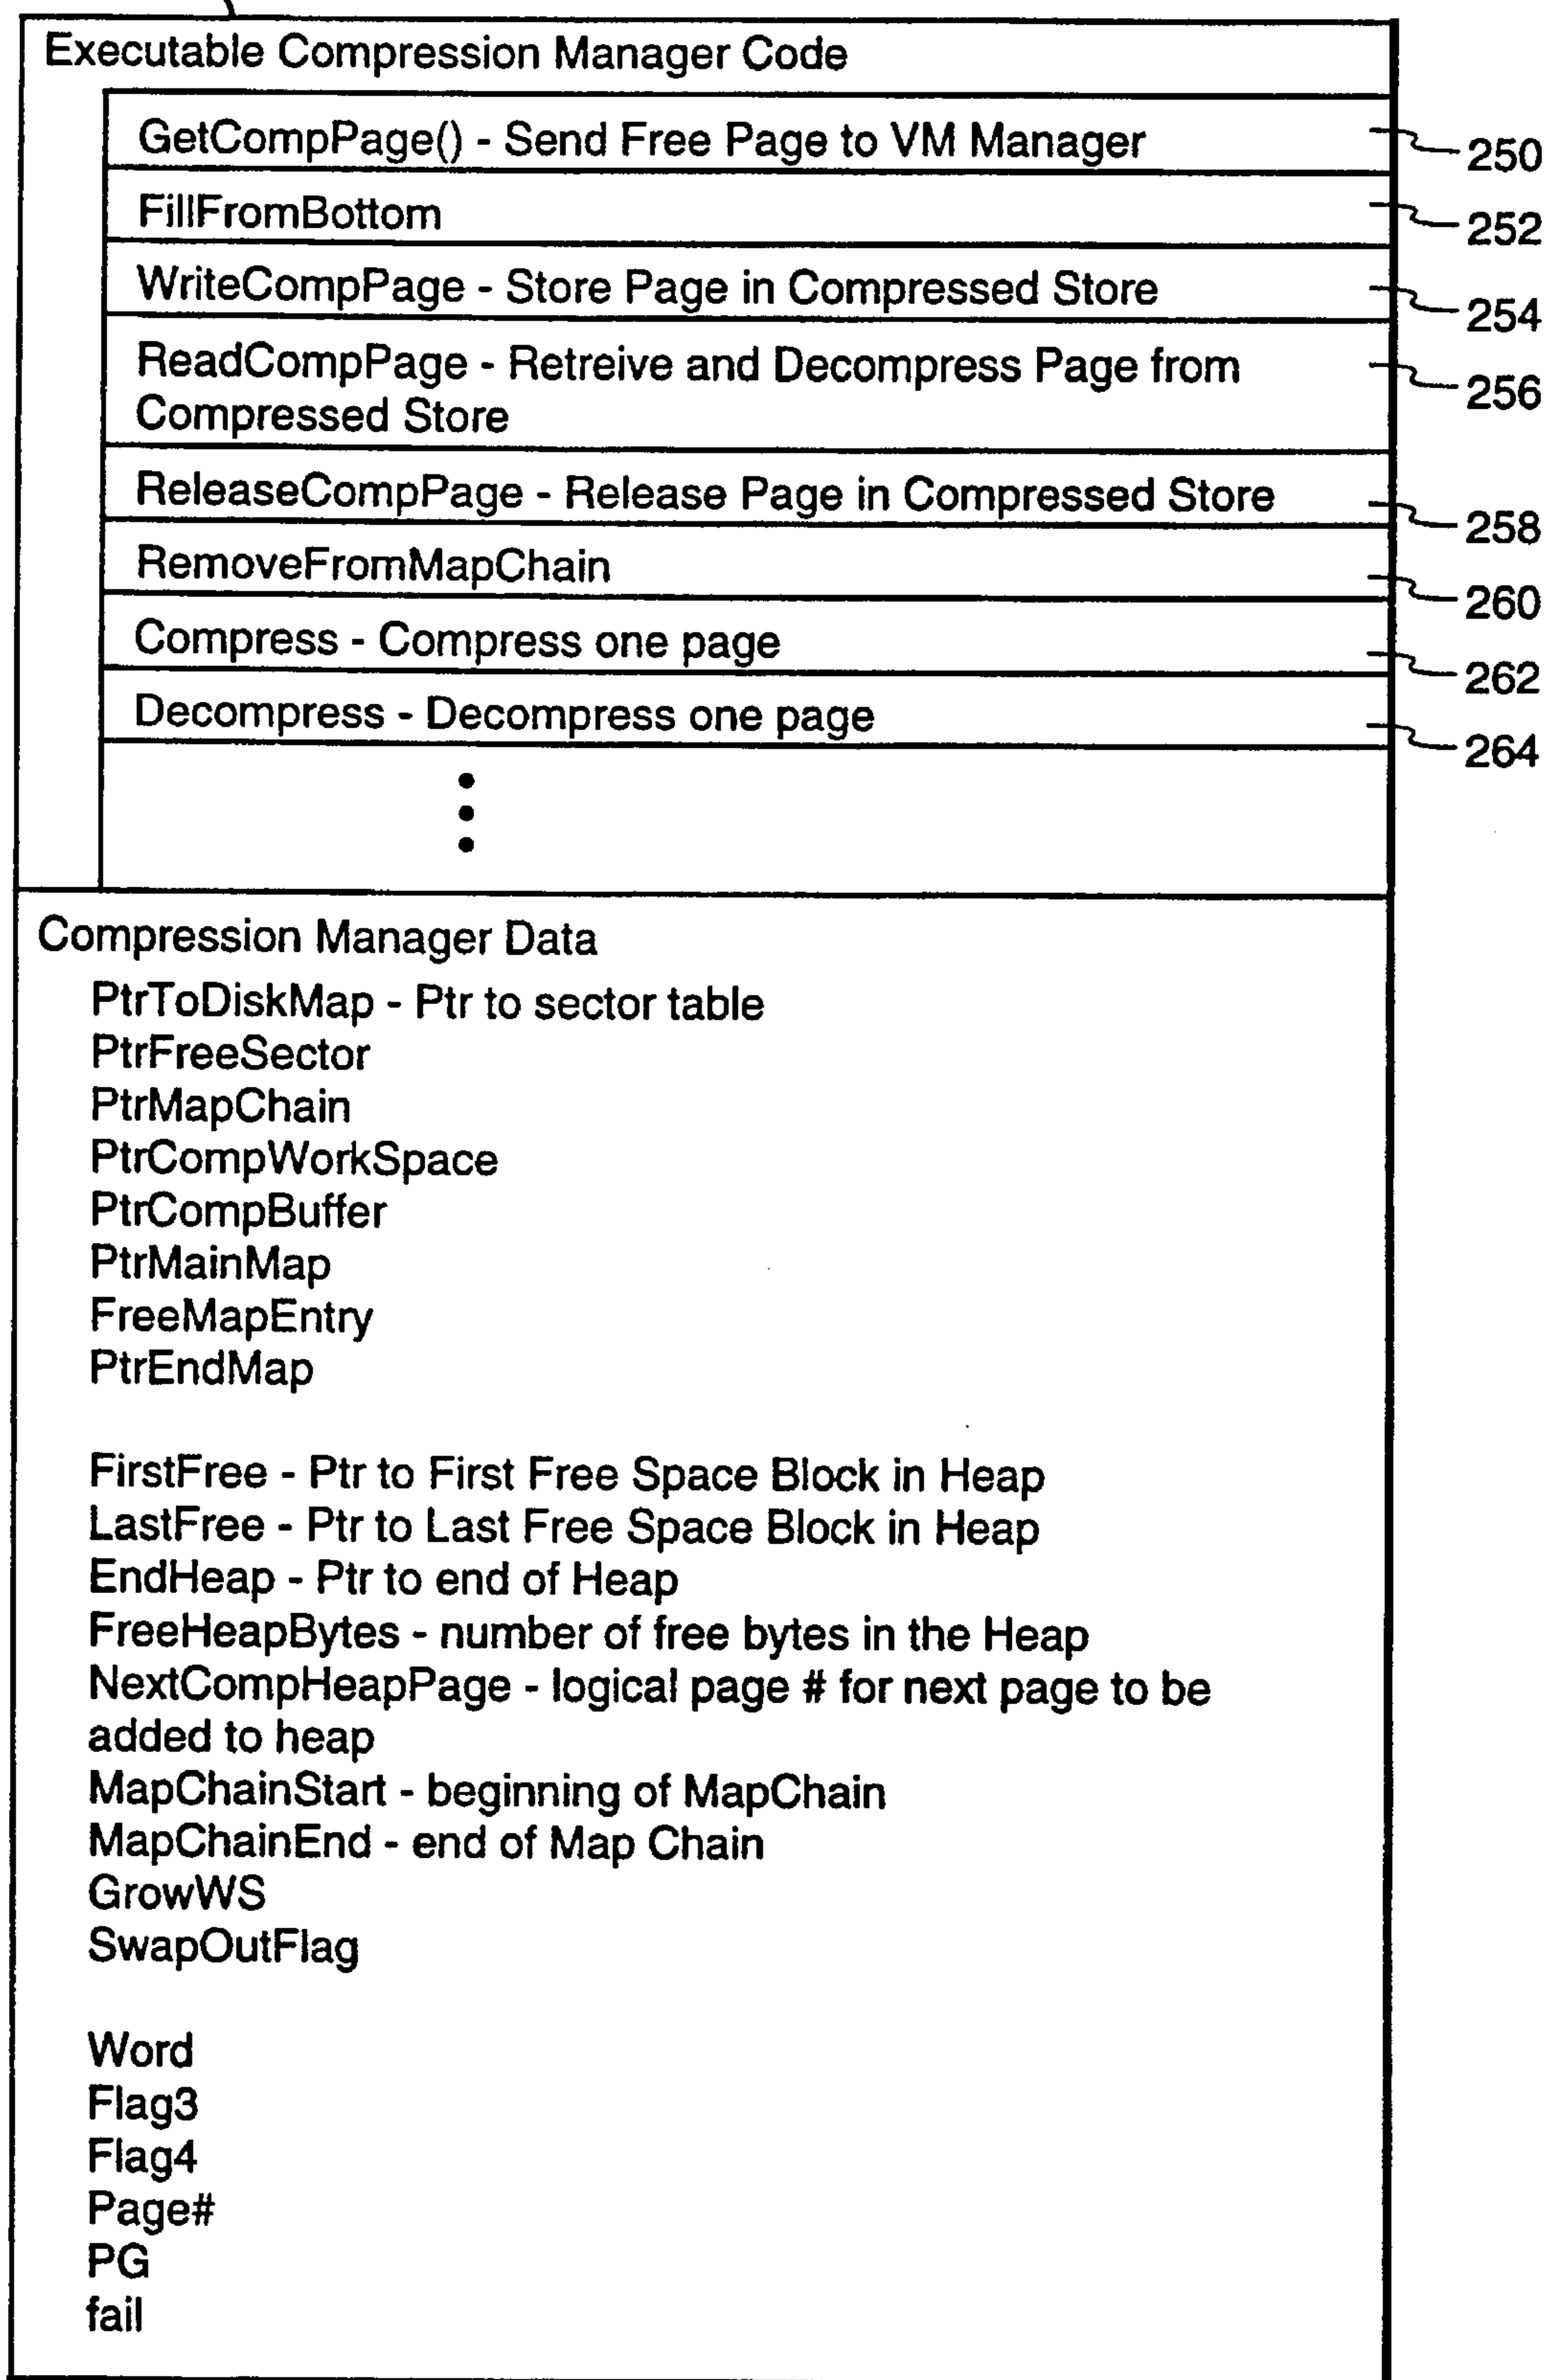 Executable Compression Manager Code
GetCompPage() - Send Free Page to VM Manager
250
FillFromBottom
252
WriteCompPage - Store Page in Compressed Store
254
ReadCompPage - Retreive and Decompress Page from
Compressed Store
256
ReleaseCompPage - Release Page in Compressed Store
258
RemoveFromMapChain
260
Compress - Compress one page
262
Decompress - Decompress one page
264
Compression Manager Data
PtrToDiskMap - Ptr to sector table
PtrFreeSector
PtrMapChain
PtrCompWorkSpace
PtrCompBuffer
PtrMainMap
FreeMapEntry
PtrEndMap
FirstFree - Ptr to First Free Space Block in Heap
LastFree - Ptr to Last Free Space Block in Heap
EndHeap - Ptr to end of Heap
FreeHeapBytes - number of free bytes in the Heap
NextCompHeapPage - logical page # for next page to be
added to heap
MapChainStart - beginning of MapChain
MapChainEnd - end of Map Chain
GrowWS
SwapOutFlag
Word
Flag3
Flag4
Page#
PG
fail